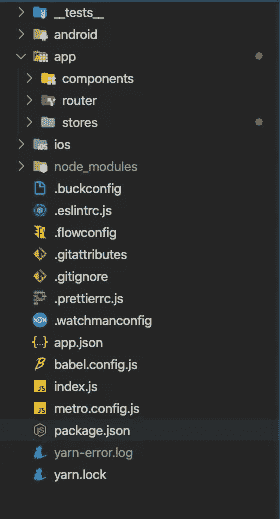 __tests__
android
app
components
router
stores
ios
node_modules
.buckconfig
.eslintrc.js
.flowconfig
.gitattributes
.gitignore
.prettierrc.js
.watchmanconfig
app.json
babel.config.js
index.js
metro.config.js
package.json
yarn-error.log
yarn.lock